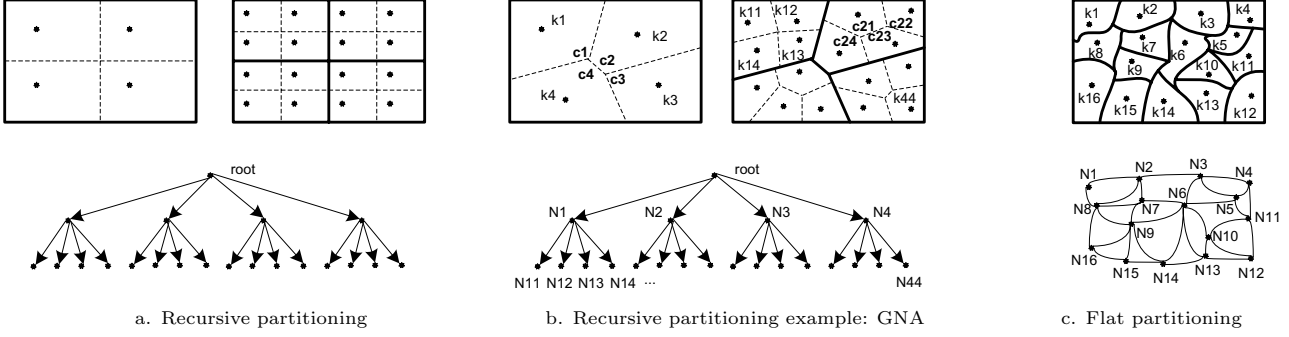 k1
k2
k3
k4
c1
c2
c3
c4
k11
k12
k13
k14
c21
c22
c23
c24
k44
k1
k2
k3
k4
k5
k6
k7
k8
k9
k10
k11
k12
k13
k14
k15
k16
root
root
N1
N2
N3
N4
N11 N12 N13 N14 ...
N44
N1
N2
N3
N4
N5
N6
N7
N8
N9
N10
N11
N12
N13
N14
N15
N16
a. Recursive partitioning
b. Recursive partitioning example: GNA
c. Flat partitioning